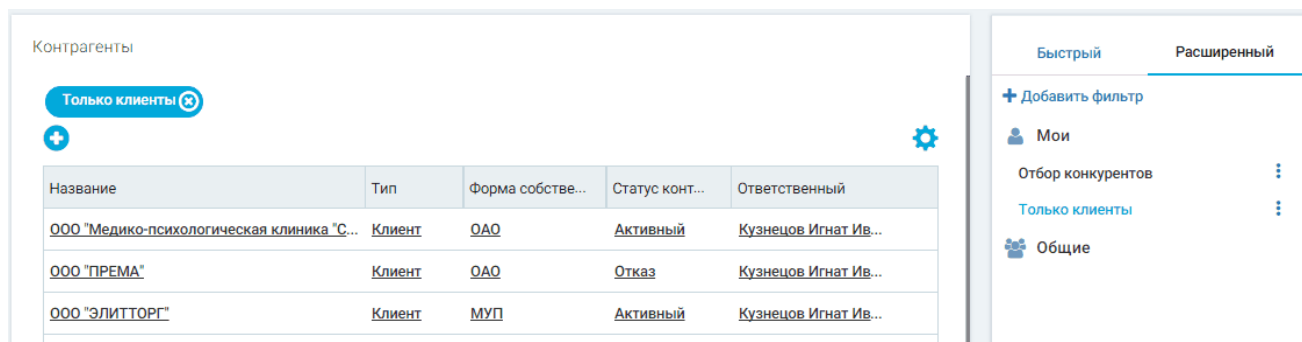 Контрагенты
Только клиенты
Название Тип Форма собстве... Статус конт... Ответственный
ООО "Медико-психологическая клиника "С... Клиент ОАО Активный Кузнецов Игнат Ив...
ООО "ПРЕМА" Клиент ОАО Отказ Кузнецов Игнат Ив...
ООО "ЭЛИТТОРГ" Клиент МУП Активный Кузнецов Игнат Ив...
Быстрый Расширенный
Добавить фильтр
Мои
Отбор конкурентов
Только клиенты
Общие